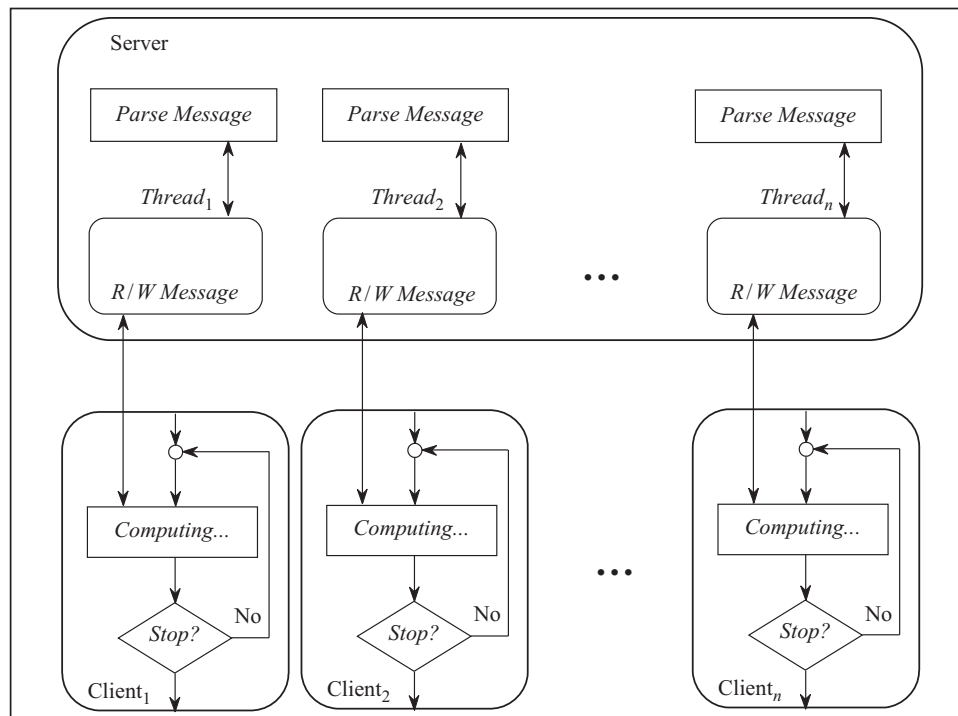 Server
Parse Message Parse Message Parse Message
Thread1 Thread2 Threadn
...
R/W Message R/W Message R/W Message
Computing... Computing... Computing...
...
No No No
Stop? Stop? Stop?
Client1 Client2 Clientn